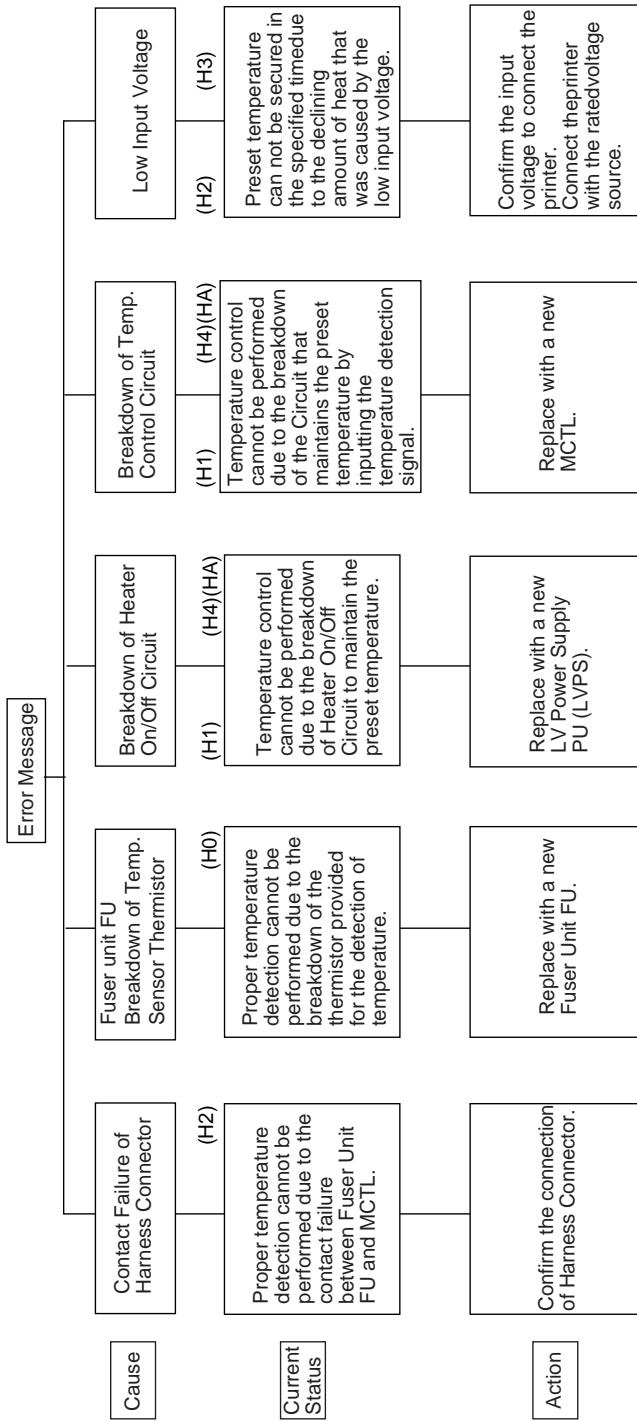 Error Message
Cause
Contact Failure of
Harness Connector
Fuser unit FU
Breakdown of Temp.
Sensor Thermistor
Breakdown of Heater
On/Off Circuit
Breakdown of Temp.
Control Circuit
Low Input Voltage
(H2)
(H0)
(H1)
(H4)(HA)
(H1)
(H4)(HA)
(H2)
(H3)
Current
Status
Proper temperature
detection cannot be
performed due to the
contact failure
between Fuser Unit
FU and MCTL.
Proper temperature
detection cannot be
performed due to the
breakdown of the
thermistor provided
for the detection of
temperature.
Temperature control
cannot be performed
due to the breakdown
of Heater On/Off
Circuit to maintain the
preset temperature.
Temperature control
cannot be performed
due to the breakdown
of the Circuit that
maintains the preset
temperature by
inputting the
temperature detection
signal.
Preset temperature
can not be secured in
the specified timedue
to the declining
amount of heat that
was caused by the
low input voltage.
Action
Confirm the connection
of Harness Connector.
Replace with a new
Fuser Unit FU.
Replace with a new
LV Power Supply
PU (LVPS).
Replace with a new
MCTL.
Confirm the input
voltage to connect the
printer.
Connect theprinter
with the ratedvoltage
source.